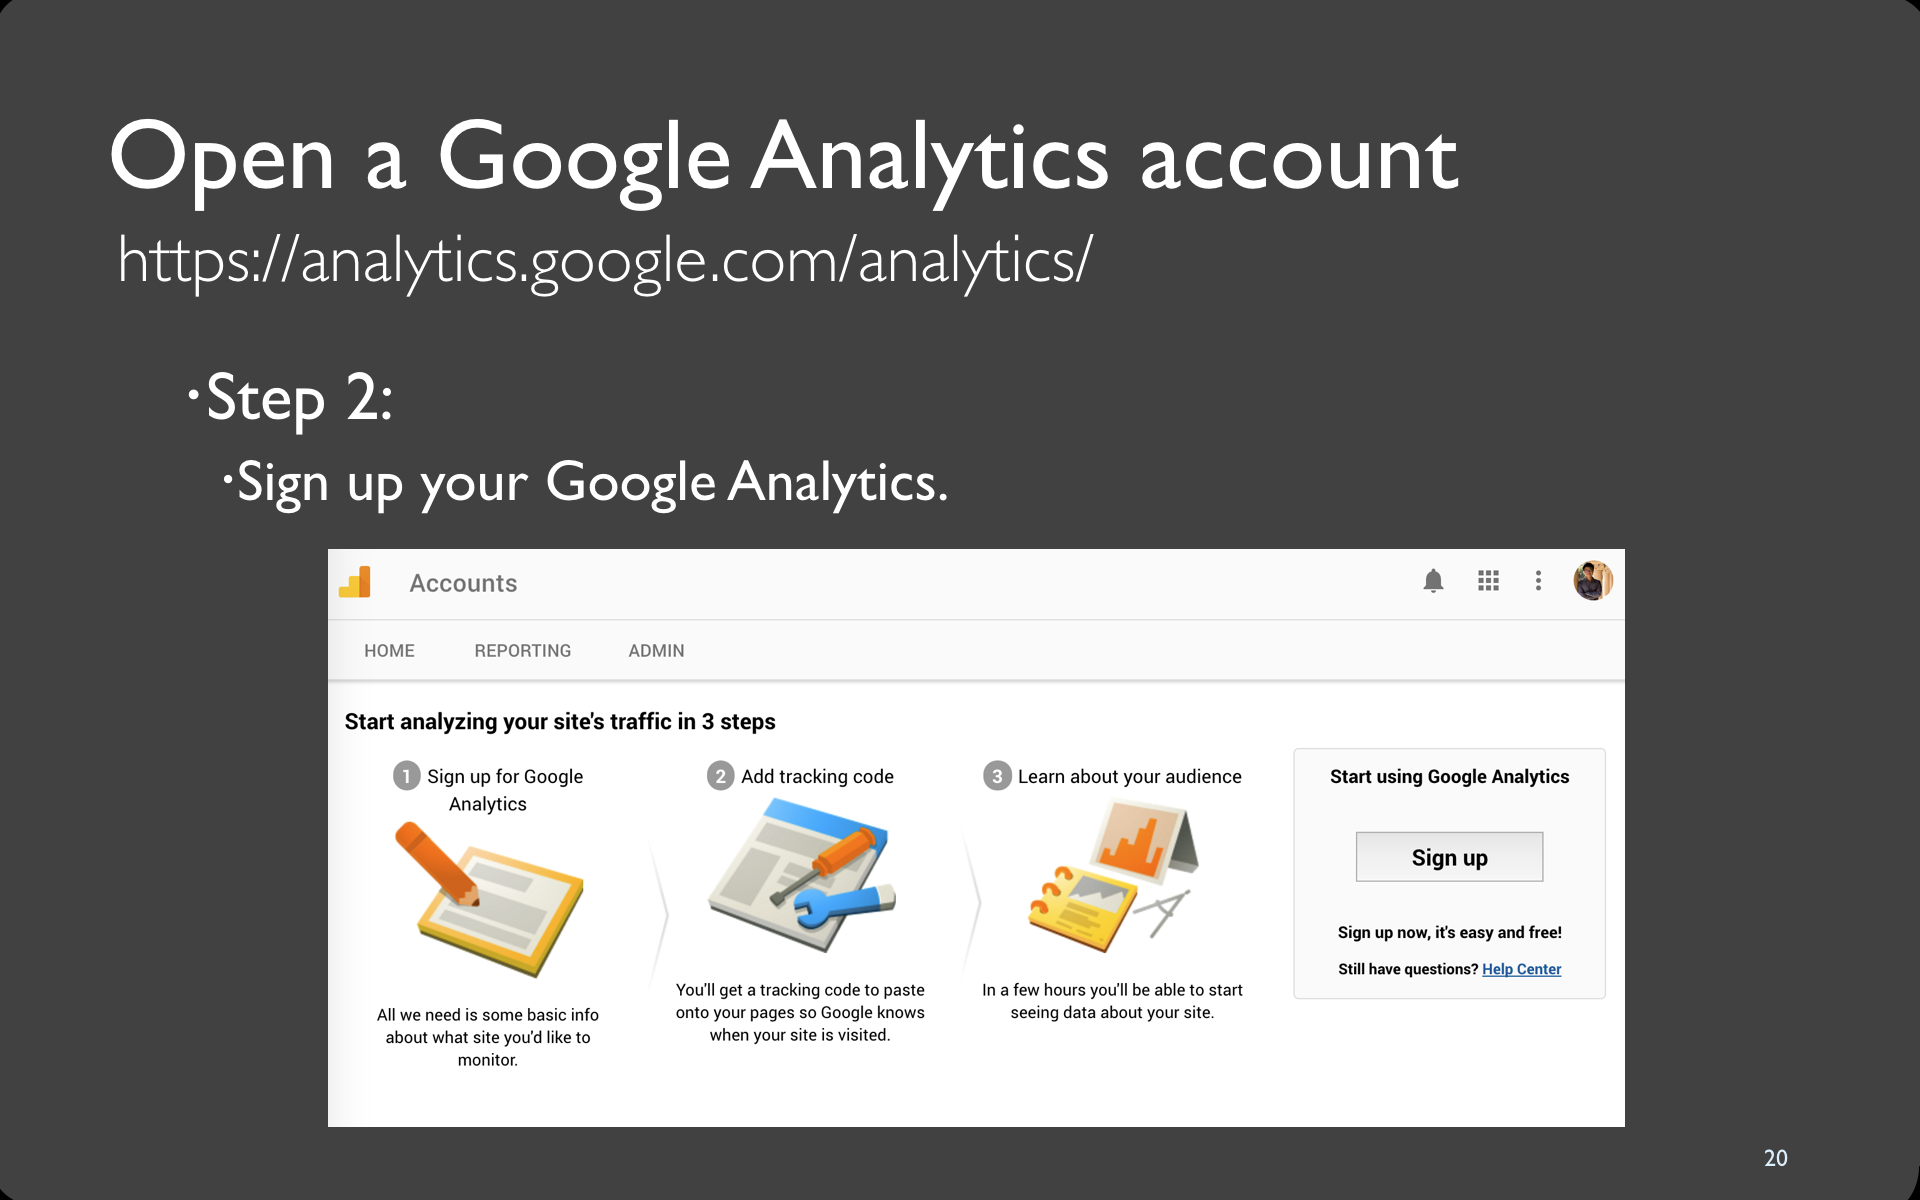 Open a Google Analytics account
https://analytics.google.com/analytics/
·Step 2:
·Sign up your Google Analytics.
Accounts
HOME REPORTING ADMIN
Start analyzing your site's traffic in 3 steps
1 Sign up for Google
Analytics
All we need is some basic info
about what site you'd like to
monitor.
2 Add tracking code
You'll get a tracking code to paste
onto your pages so Google knows
when your site is visited.
3 Learn about your audience
In a few hours you'll be able to start
seeing data about your site.
Start using Google Analytics
Sign up
Sign up now, it's easy and free!
Still have questions? Help Center
20